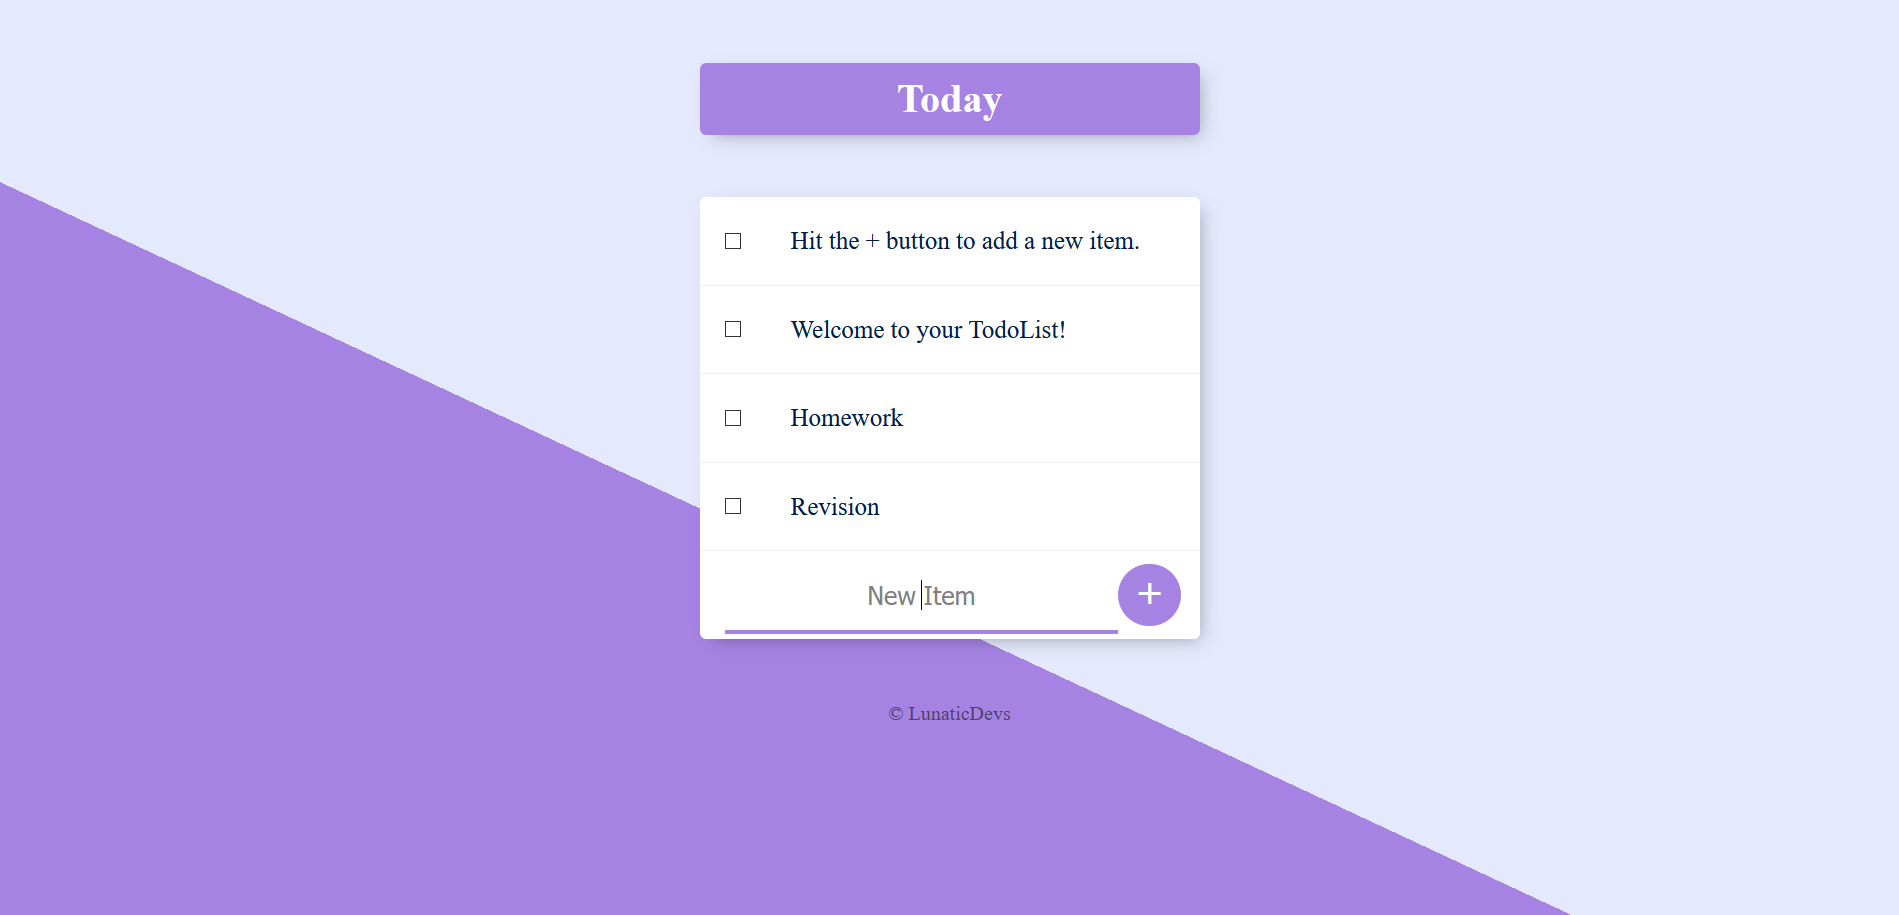 Today
Hit the + button to add a new item.
Welcome to your TodoList!
Homework
Revision
New Item
+
© LunaticDevs